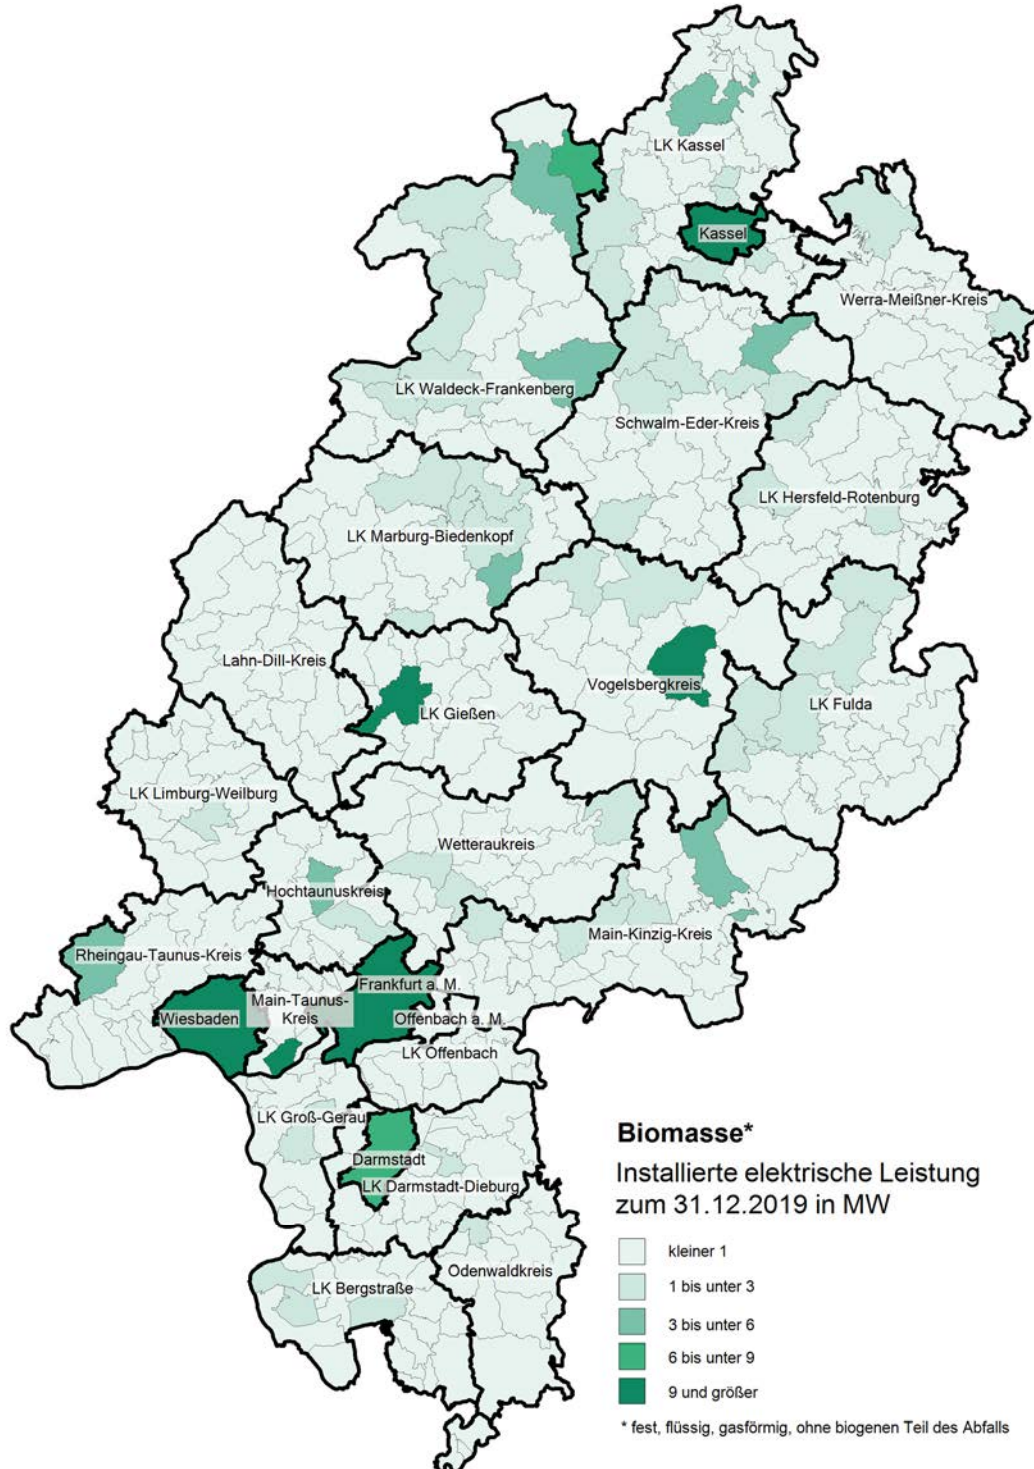 LK Kassel
Kassel
Werra-Meißner-Kreis
LK Waldeck-Frankenberg
Schwalm-Eder-Kreis
LK Hersfeld-Rotenburg
LK Marburg-Biedenkopf
Lahn-Dill-Kreis
Vogelsbergkreis
LK Fulda
LK Gießen
LK Limburg-Weilburg
Wetteraukreis
Hochtaunuskreis
Main-Kinzig-Kreis
Rheingau-Taunus-Kreis
Frankfurt a. M.
Wiesbaden
Main-Taunus-
Kreis
Offenbach a. M.
LK Offenbach
LK Groß-Gerau
Darmstadt
LK Darmstadt-Dieburg
Odenwaldkreis
LK Bergstraße
Biomasse*
Installierte elektrische Leistung
zum 31.12.2019 in MW
kleiner 1
1 bis unter 3
3 bis unter 6
6 bis unter 9
9 und größer
* fest, flüssig, gasförmig, ohne biogenen Teil des Abfalls